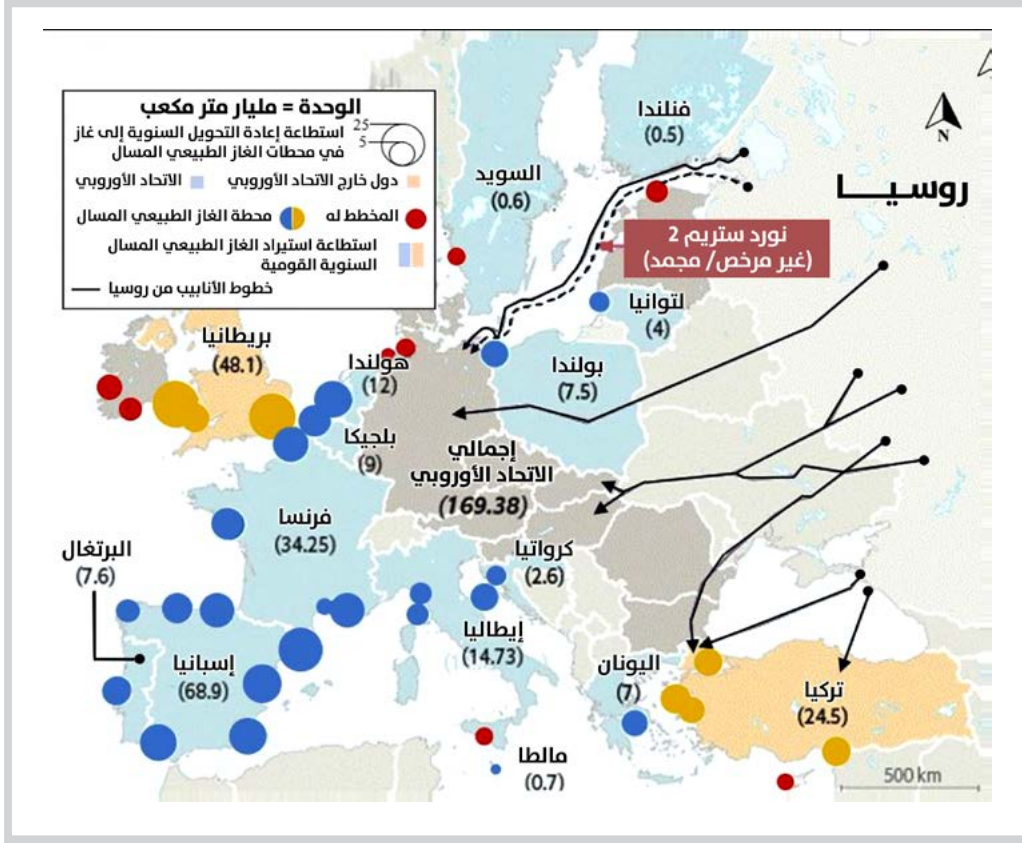 الوحدة = مليار متر مكعب
25
5
استطاعة إعادة التحويل السنوية إلى غاز
في محطات الغاز الطبيعي المسال
دول خارج الاتحاد الأوروبي
الاتحاد الأوروبي
المخطط له
محطة الغاز الطبيعي المسال
استطاعة استيراد الغاز الطبيعي المسال
السنوية القومية
خطوط الأنابيب من روسيا
فنلندا
(0.5)
N
السويد
(0.6)
روسيــــا
نورد ستريم 2
(غير مرخص/ مجمد)
لتوانيا
(4)
بريطانيا
(48.1)
هولندا
(12)
بولندا
(7.5)
بلجيكا
(9)
إجمالي
الاتحاد الأوروبي
(169.38)
فرنسا
(34.25)
البرتغال
(7.6)
كرواتيا
(2.6)
إيطاليا
(14.73)
إسبانيا
(68.9)
اليونان
(7)
تركيا
(24.5)
مالطا
(0.7)
500 km